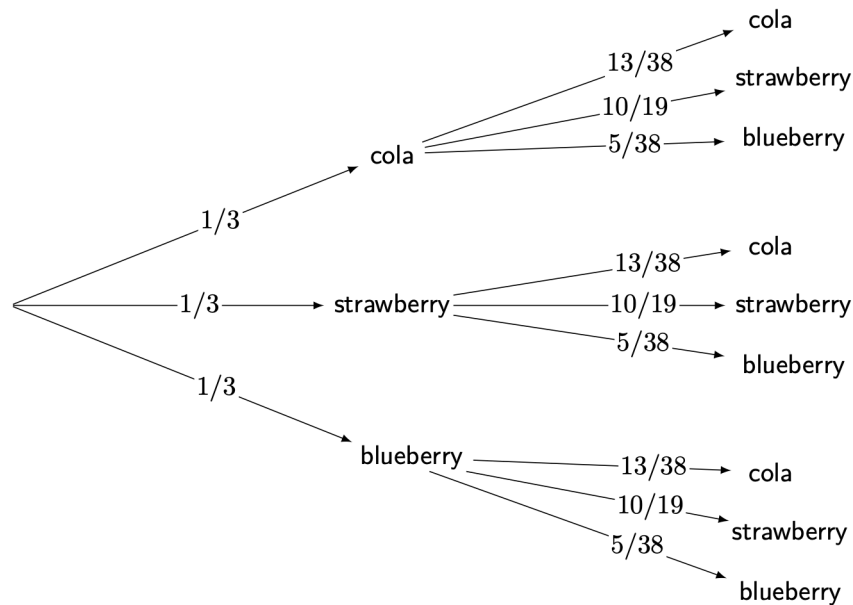 cola
13/38
strawberry
10/19
blueberry
5/38
cola
1/3
cola
13/38
strawberry
1/3
strawberry
10/19
blueberry
5/38
1/3
blueberry
cola
13/38
strawberry
10/19
blueberry
5/38